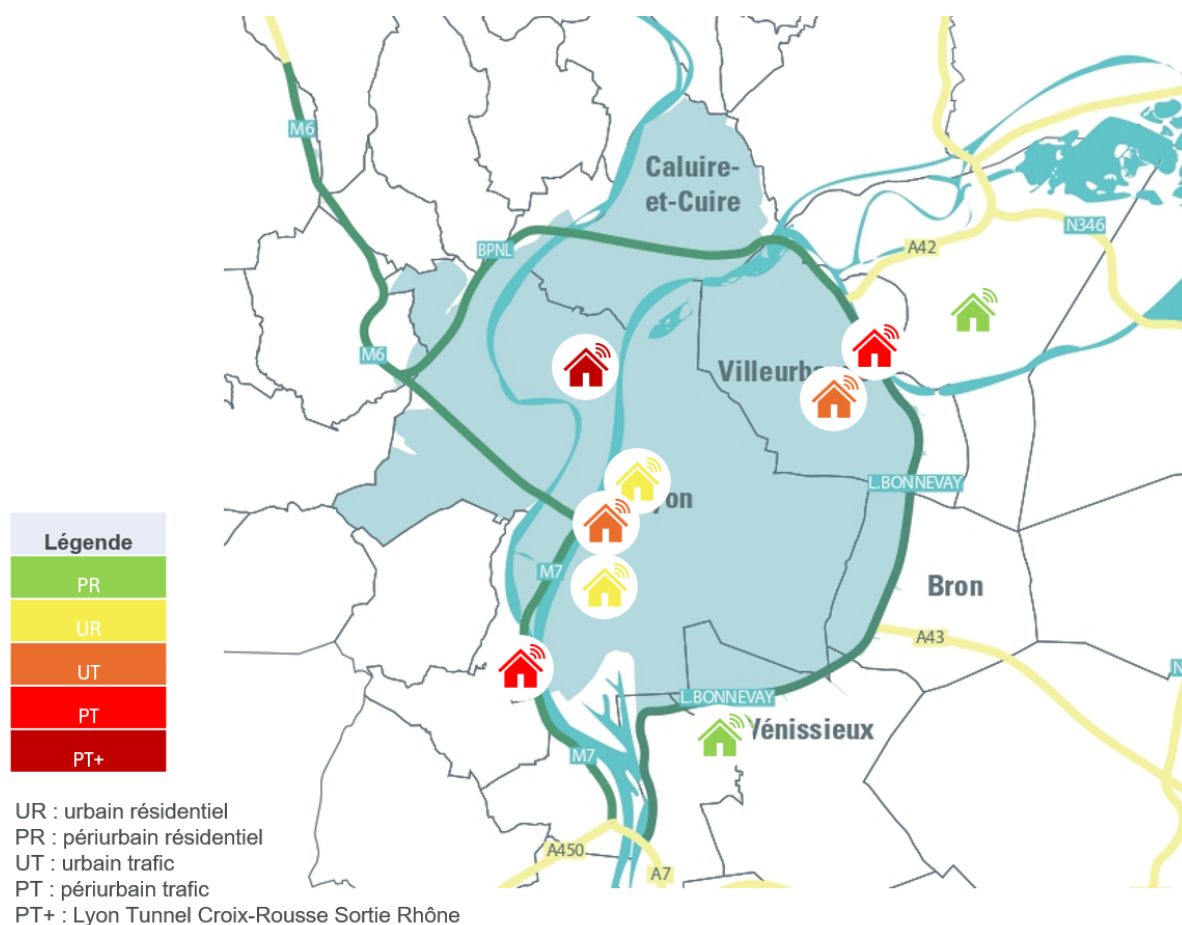 M6
Caluire-
et-Cuire
BPNL
A42
N346
M6
Villeurb
L.BONNEVAY
yon
M7
Bron
A43
L.BONNEVAY
Vénissieux
M7
A450
A7
N
Légende
PR
UR
UT
PT
PT+
UR : urbain résidentiel
PR : périurbain résidentiel
UT : urbain trafic
PT : périurbain trafic
PT+ : Lyon Tunnel Croix-Rousse Sortie Rhône